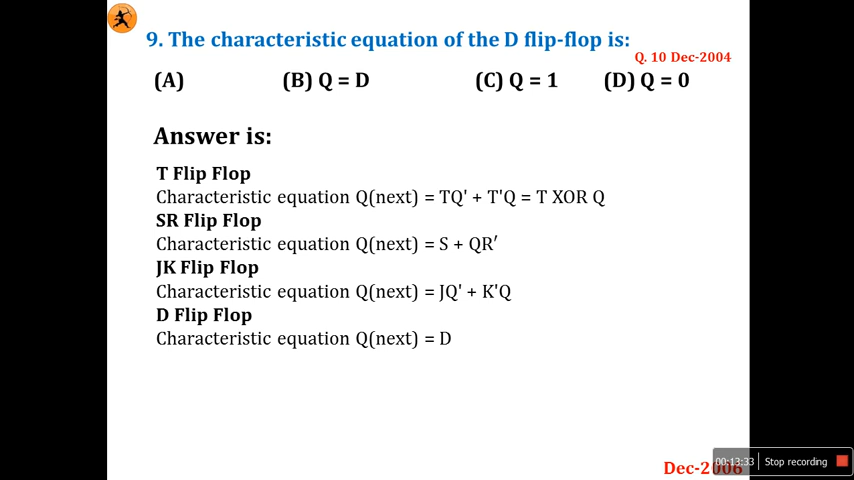 9. The characteristic equation of the D flip-flop is:
Q. 10 Dec-2004
(A) (B) Q = D (C) Q = 1 (D) Q = 0
Answer is:
T Flip Flop
Characteristic equation Q(next) = TQ' + T'Q = T XOR Q
SR Flip Flop
Characteristic equation Q(next) = S + QR′
JK Flip Flop
Characteristic equation Q(next) = JQ' + K'Q
D Flip Flop
Characteristic equation Q(next) = D
Dec-2006
00:13:33 Stop recording